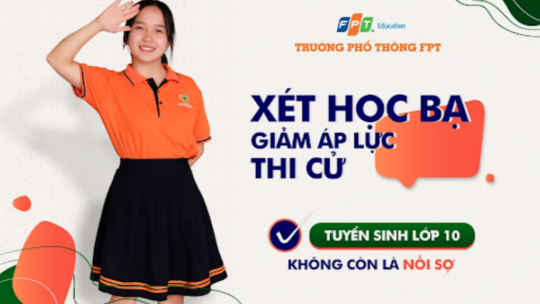 FPT Education
TRƯỜNG PHỔ THÔNG FPT
XÉT HỌC BẠ
GIẢM ÁP LỰC
THI CỬ
TUYỂN SINH LỚP 10
KHÔNG CÒN LÀ NỖI SỢ